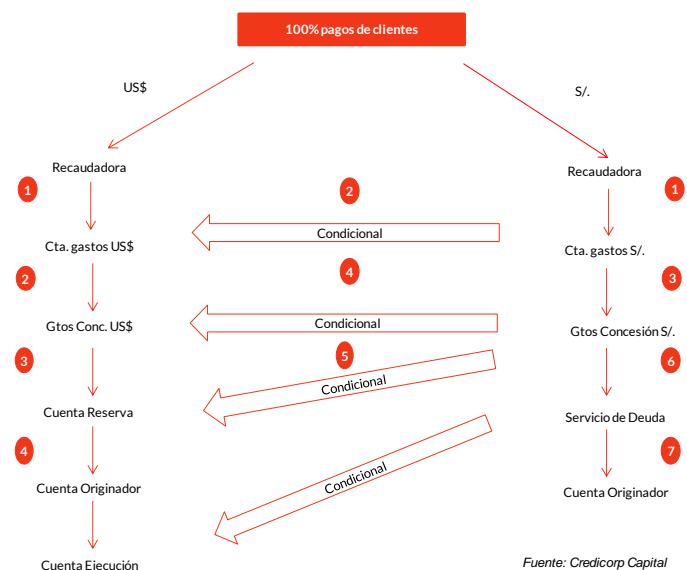 100% pagos de clientes
US$
S/.
Recaudadora
Recaudadora
1
2
1
Condicional
Cta. gastos US$
Cta. gastos S/.
2
4
3
Condicional
Gtos Conc. US$
Gtos Concesión S/.
3
5
6
Condicional
Cuenta Reserva
Servicio de Deuda
4
7
Condicional
Cuenta Originador
Cuenta Originador
Cuenta Ejecución
Fuente: Credicorp Capital